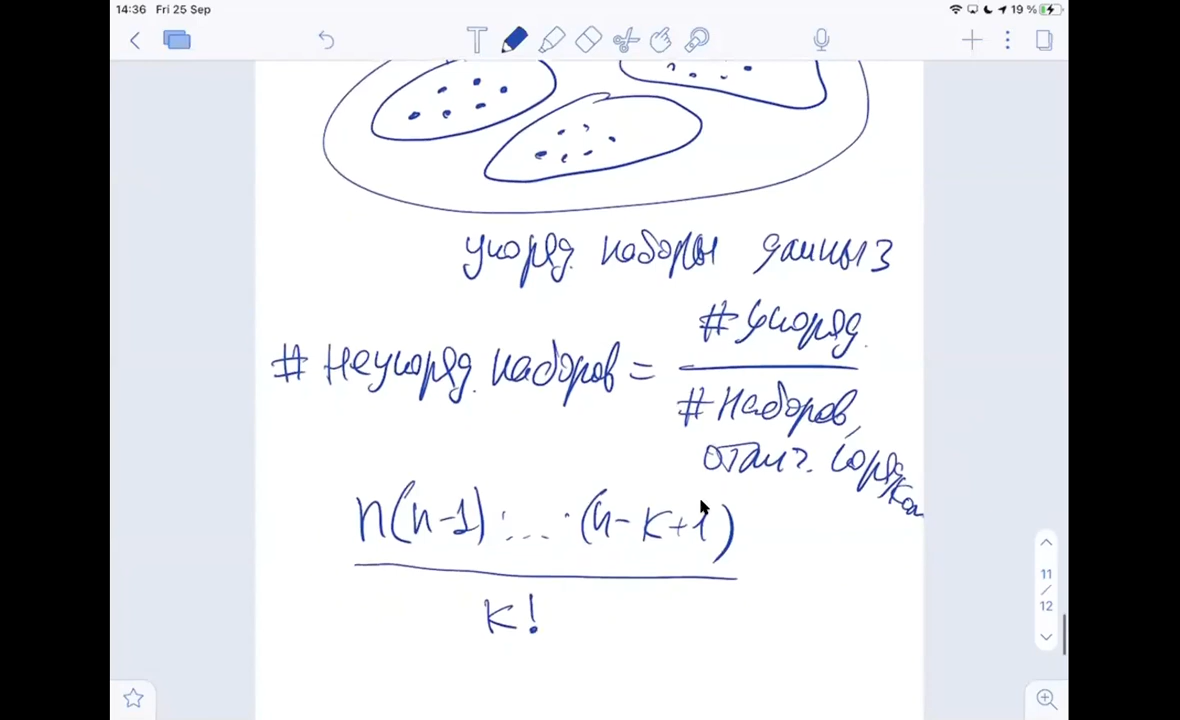 14:36 Fri 25 Sep 19 %
T
упоряд. наборы длины 3
# упоряд.
# неупоряд. наборов =
# наборов,
отлич. порядком
n(n-1) · ... · (n-k+1)
k!
11
/
12